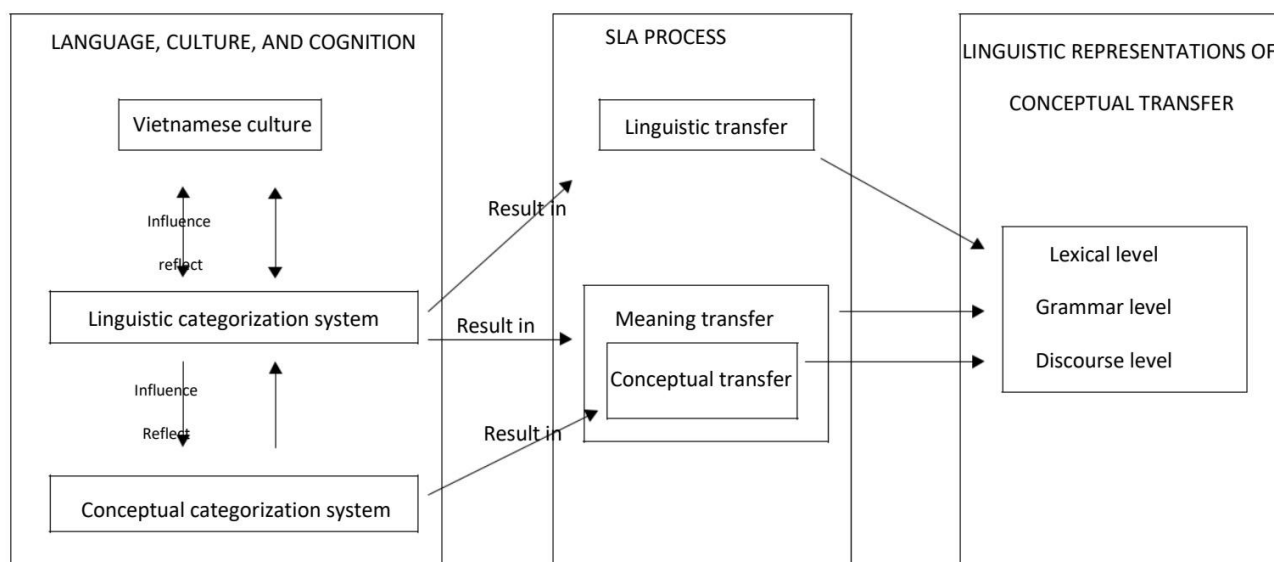 LANGUAGE, CULTURE, AND COGNITION
Vietnamese culture
Influence
reflect
Linguistic categorization system
Influence
Reflect
Conceptual categorization system
Result in
Result in
Result in
SLA PROCESS
Linguistic transfer
Meaning transfer
Conceptual transfer
LINGUISTIC REPRESENTATIONS OF
CONCEPTUAL TRANSFER
Lexical level
Grammar level
Discourse level